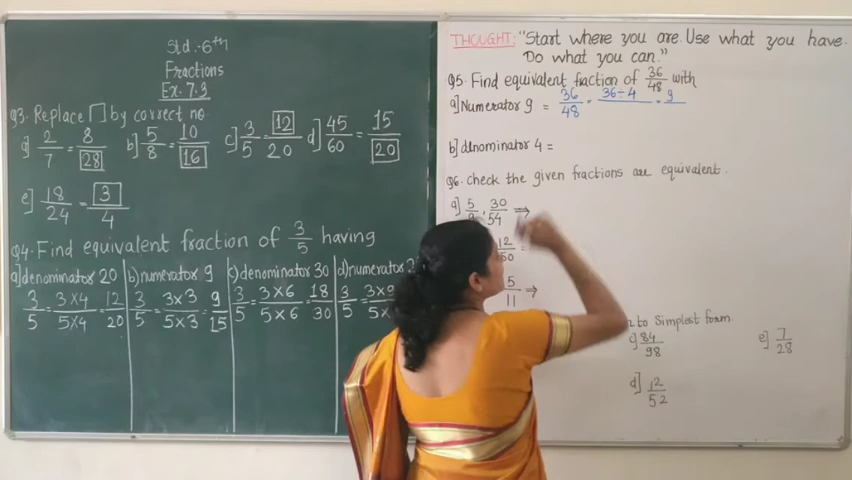 Std.-6th
Fractions
Ex. 7.3
Q3. Replace □ by correct no.
a] 2/7 = 8/28 b] 5/8 = 10/16 c] 3/5 = 12/20 d] 45/60 = 15/20
e] 18/24 = 3/4
Q4. Find equivalent fraction of 3/5 having
a] denominator 20 b] numerator 9 c] denominator 30 d] numerator
3/5 = 3×4/5×4 = 12/20 3/5 = 3×3/5×3 = 9/15 3/5 = 3×6/5×6 = 18/30 3/5 = 3×9/5×
THOUGHT: "Start where you are. Use what you have.
Do what you can."
Q5. Find equivalent fraction of 36/48 with
a] Numerator 9 = 36/48 = 36÷4 = 9
b] denominator 4 =
Q6. Check the given fractions are equivalent.
a] 5/9, 30/54 ⇒
12/50 =
5/11 ⇒
to Simplest form
c] 84/98 e] 7/28
d] 12/52